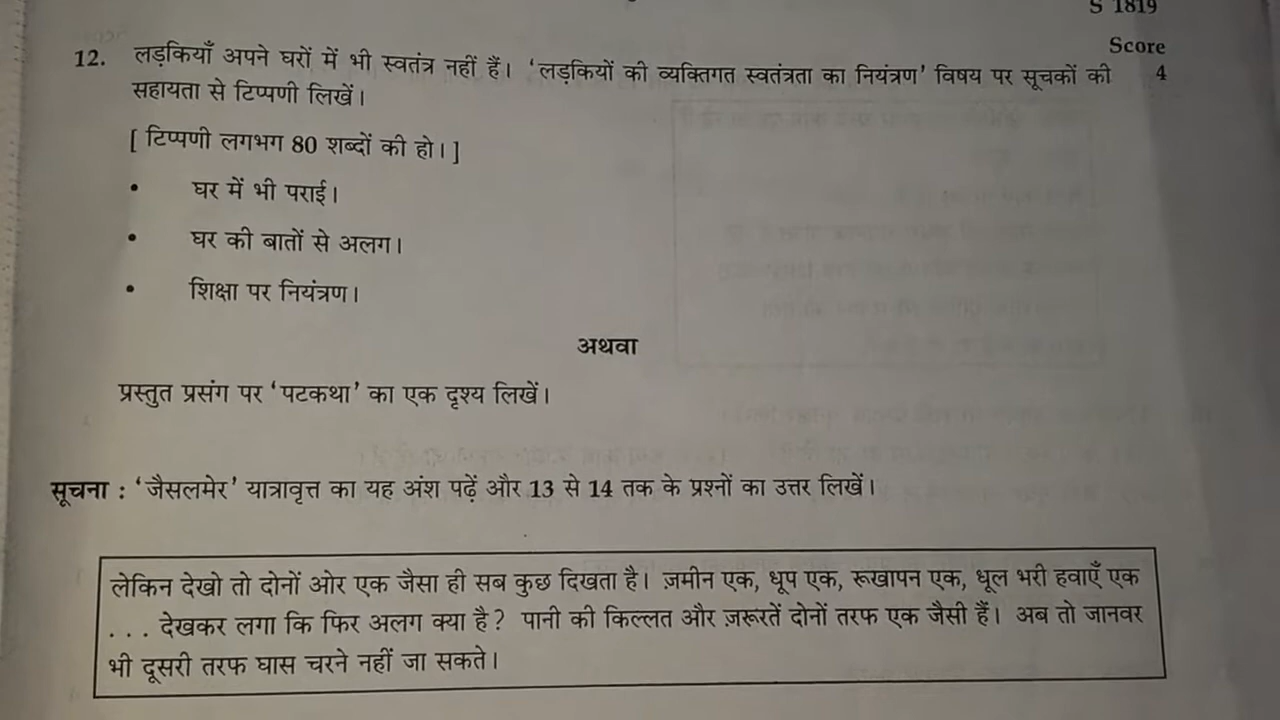 S 1819
Score
12. लड़कियाँ अपने घरों में भी स्वतंत्र नहीं हैं। ‘लड़कियों की व्यक्तिगत स्वतंत्रता का नियंत्रण’ विषय पर सूचकों की 4
सहायता से टिप्पणी लिखें।
[ टिप्पणी लगभग 80 शब्दों की हो। ]
• घर में भी पराई।
• घर की बातों से अलग।
• शिक्षा पर नियंत्रण।
अथवा
प्रस्तुत प्रसंग पर ‘पटकथा’ का एक दृश्य लिखें।
सूचना : ‘जैसलमेर’ यात्रावृत्त का यह अंश पढ़ें और 13 से 14 तक के प्रश्नों का उत्तर लिखें।
लेकिन देखो तो दोनों ओर एक जैसा ही सब कुछ दिखता है। ज़मीन एक, धूप एक, रूखापन एक, धूल भरी हवाएँ एक
. . . देखकर लगा कि फिर अलग क्या है? पानी की किल्लत और ज़रूरतें दोनों तरफ एक जैसी हैं। अब तो जानवर
भी दूसरी तरफ घास चरने नहीं जा सकते।